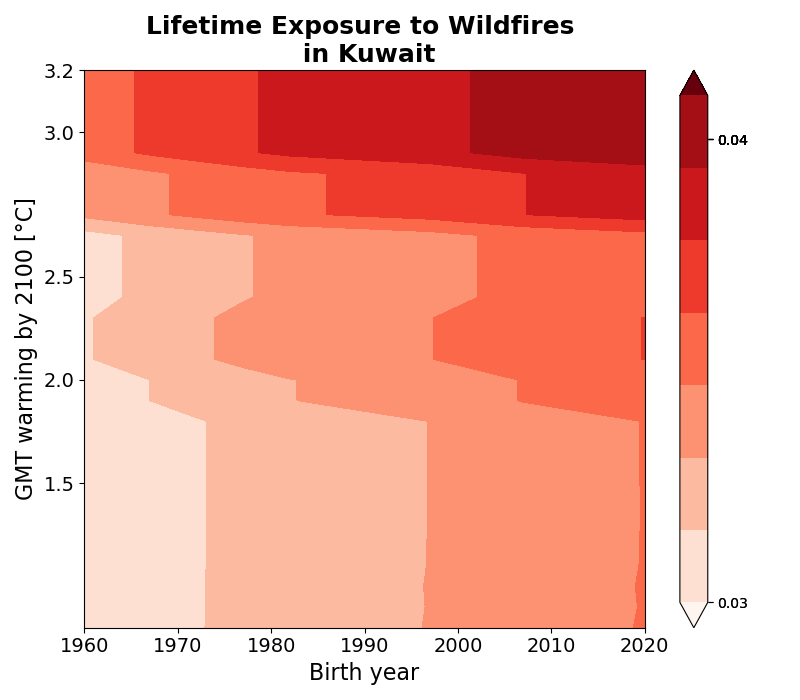 Lifetime Exposure to Wildfires
in Kuwait
3.2
3.0
2.5
2.0
1.5
GMT warming by 2100 [°C]
1960 1970 1980 1990 2000 2010 2020
Birth year
0.04
0.03